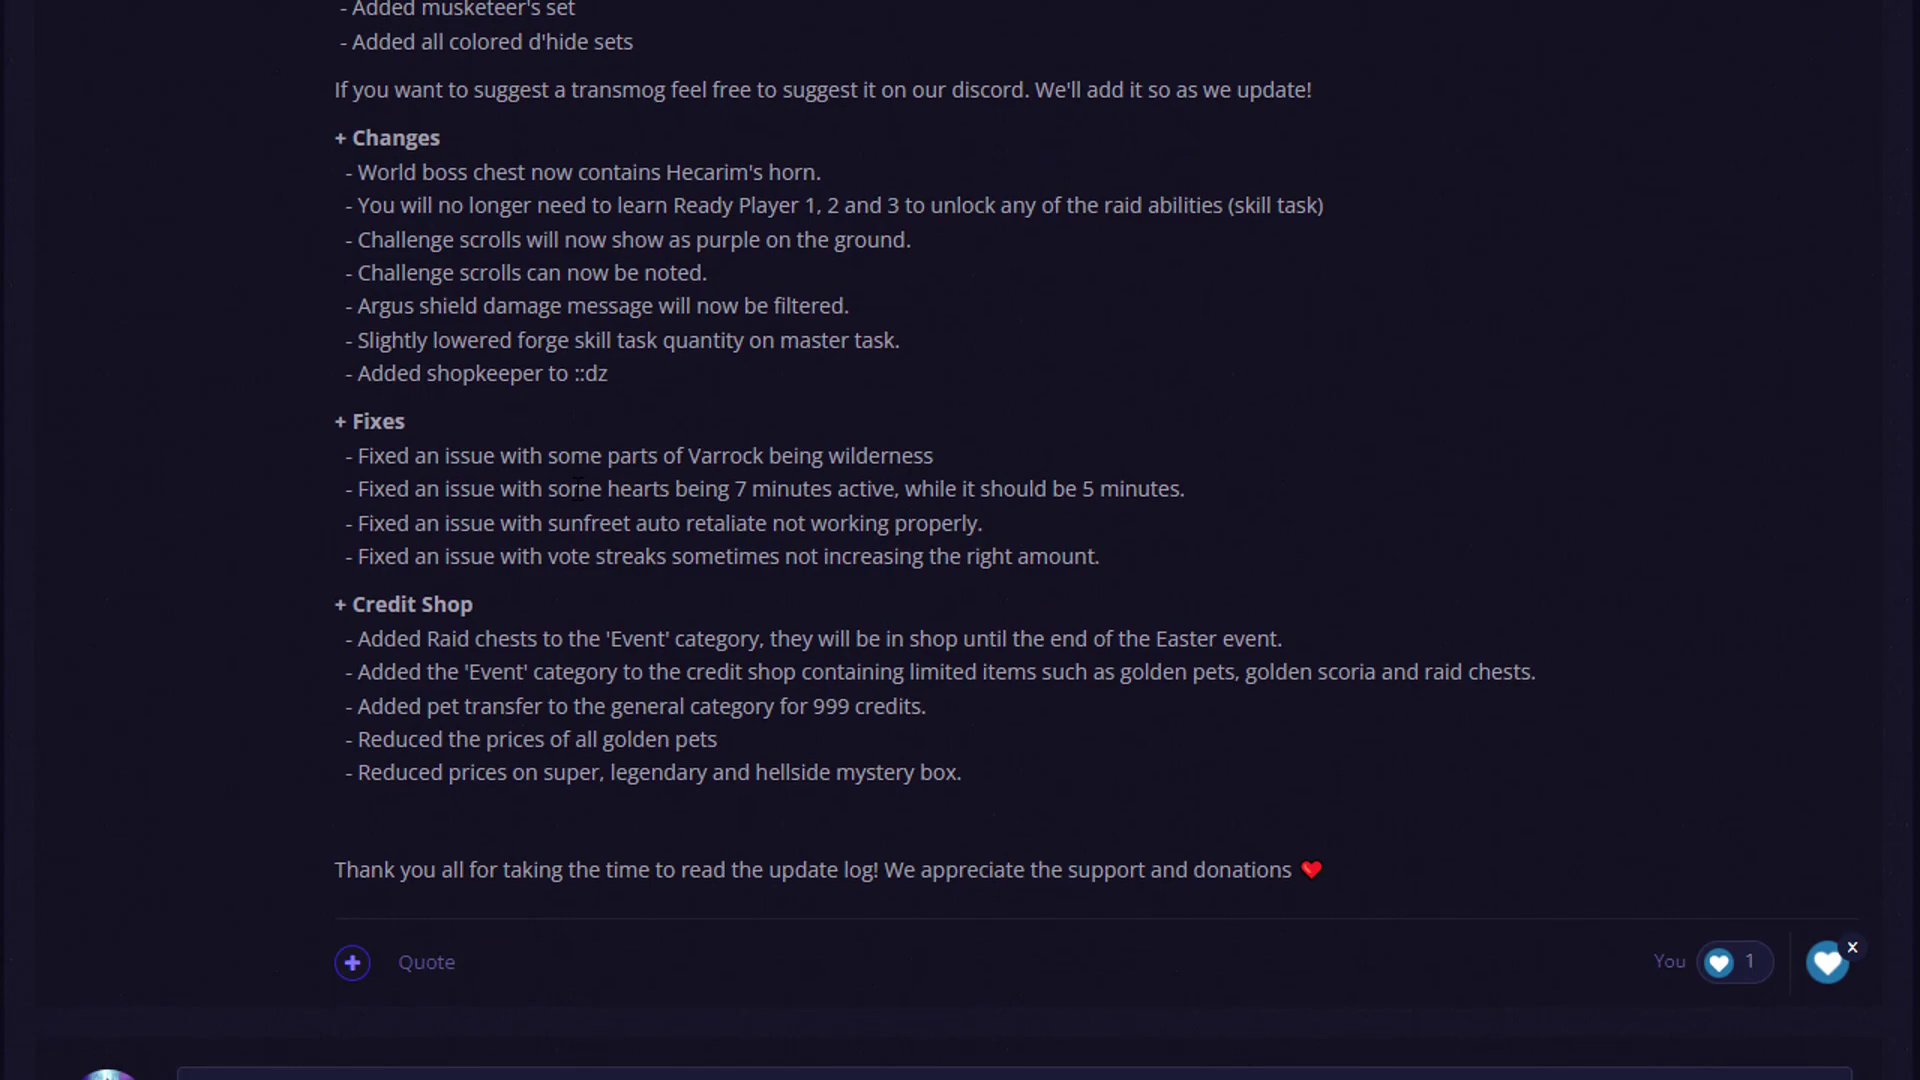 - Added musketeer's set
- Added all colored d'hide sets
If you want to suggest a transmog feel free to suggest it on our discord. We'll add it so as we update!
+ Changes
- World boss chest now contains Hecarim's horn.
- You will no longer need to learn Ready Player 1, 2 and 3 to unlock any of the raid abilities (skill task)
- Challenge scrolls will now show as purple on the ground.
- Challenge scrolls can now be noted.
- Argus shield damage message will now be filtered.
- Slightly lowered forge skill task quantity on master task.
- Added shopkeeper to ::dz
+ Fixes
- Fixed an issue with some parts of Varrock being wilderness
- Fixed an issue with some hearts being 7 minutes active, while it should be 5 minutes.
- Fixed an issue with sunfreet auto retaliate not working properly.
- Fixed an issue with vote streaks sometimes not increasing the right amount.
+ Credit Shop
- Added Raid chests to the 'Event' category, they will be in shop until the end of the Easter event.
- Added the 'Event' category to the credit shop containing limited items such as golden pets, golden scoria and raid chests.
- Added pet transfer to the general category for 999 credits.
- Reduced the prices of all golden pets
- Reduced prices on super, legendary and hellside mystery box.
Thank you all for taking the time to read the update log! We appreciate the support and donations ❤
Quote
You 1